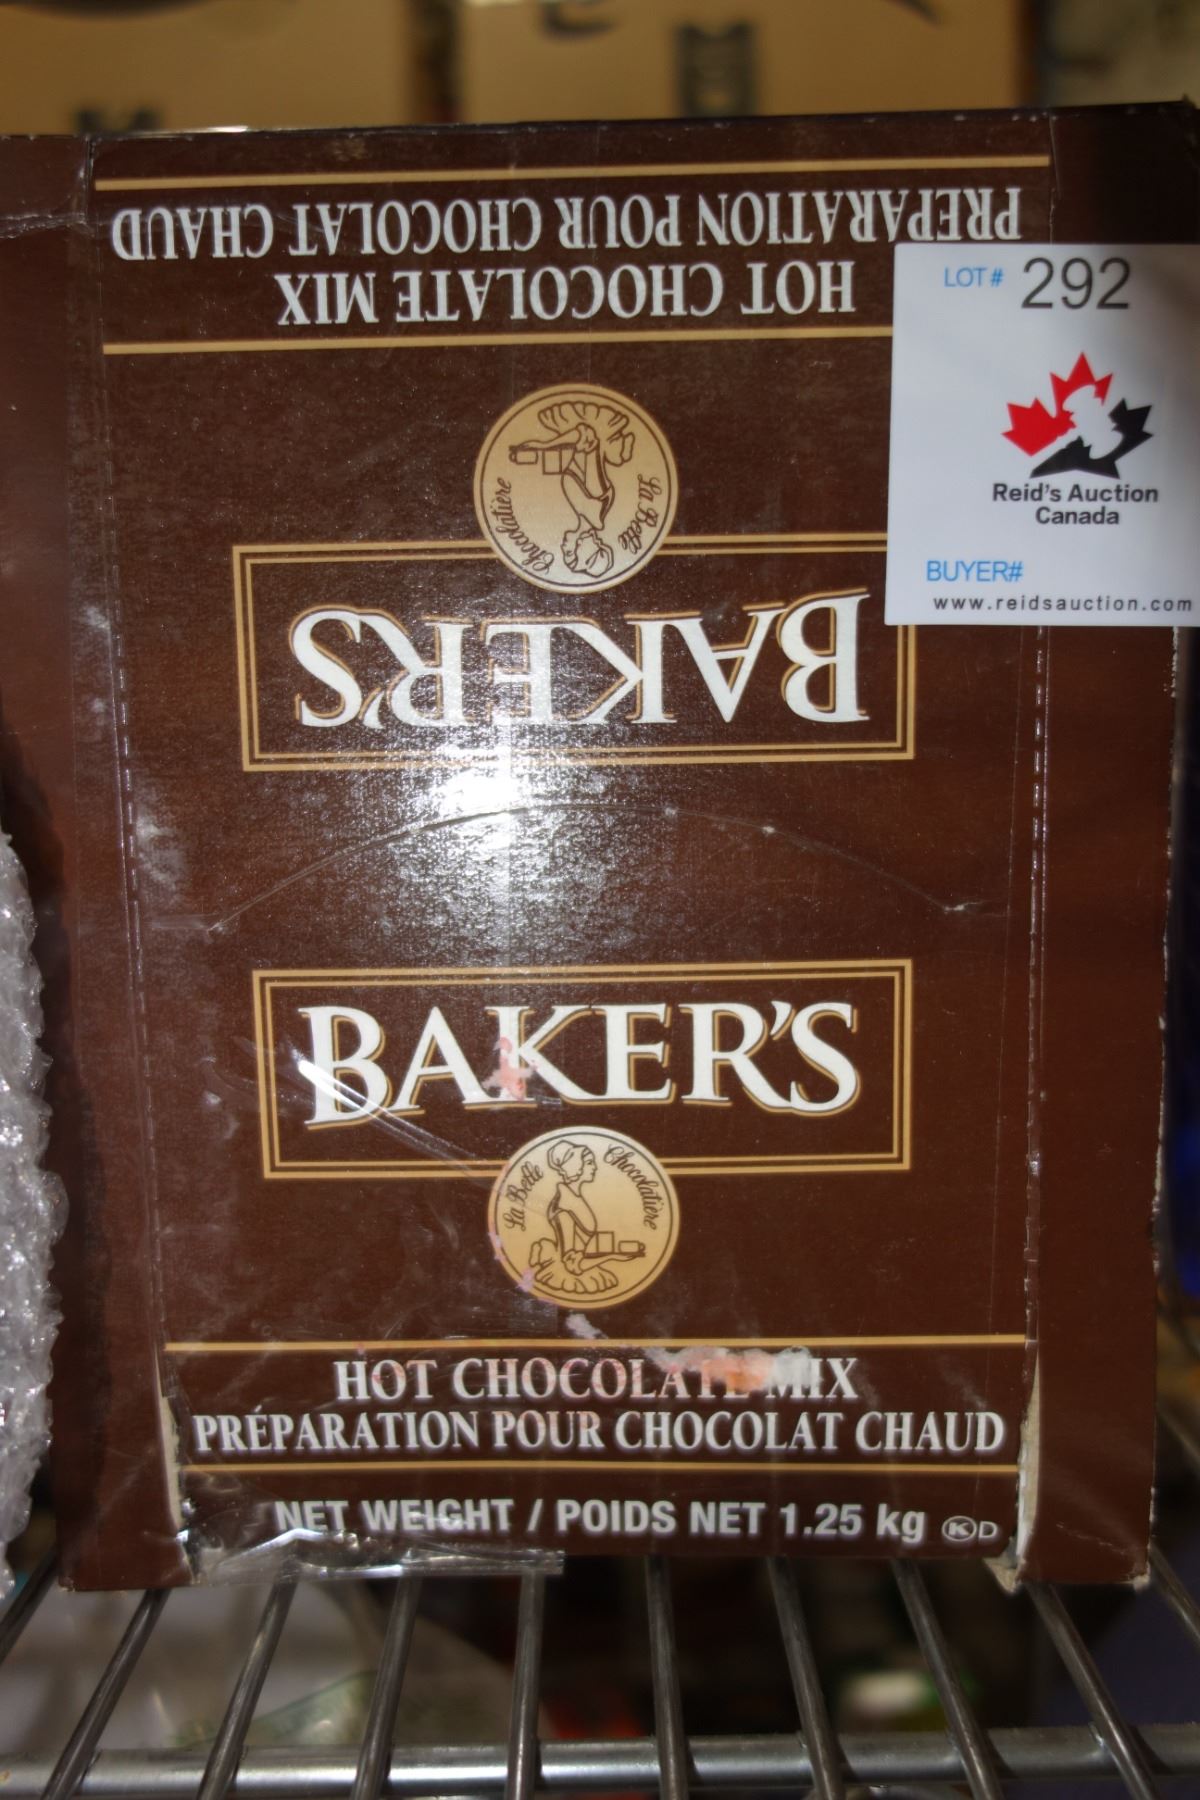 PRÉPARATION POUR CHOCOLAT CHAUD
HOT CHOCOLATE MIX
LOT# 292
Reid's Auction
Canada
BUYER#
www.reidsauction.com
La Belle Chocolatière
BAKER'S
BAKER'S
La Belle Chocolatière
HOT CHOCOLATE MIX
PRÉPARATION POUR CHOCOLAT CHAUD
NET WEIGHT / POIDS NET 1.25 kg K D